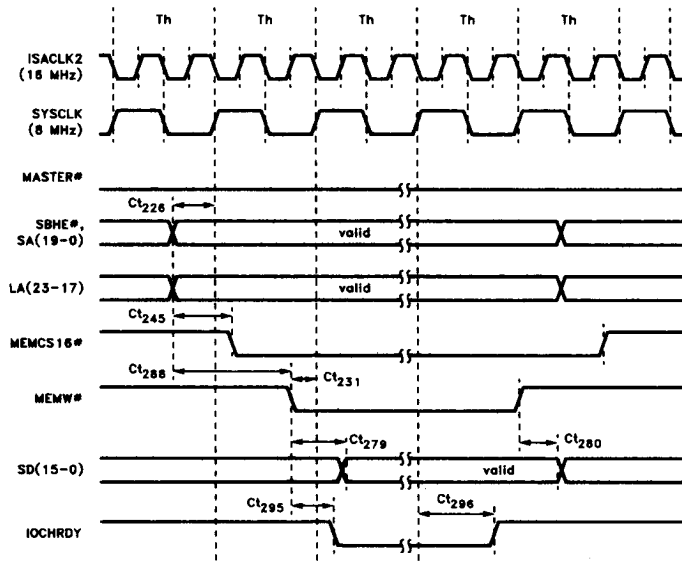 Th Th Th Th Th
ISACLK2
(16 MHz)
SYSCLK
(8 MHz)
MASTER#
Ct226
SBHE#,
SA(19-0)
valid
LA(23-17)
valid
Ct245
MEMCS16#
Ct288
Ct231
MEMW#
Ct279
Ct280
SD(15-0)
valid
Ct295
Ct296
IOCHRDY